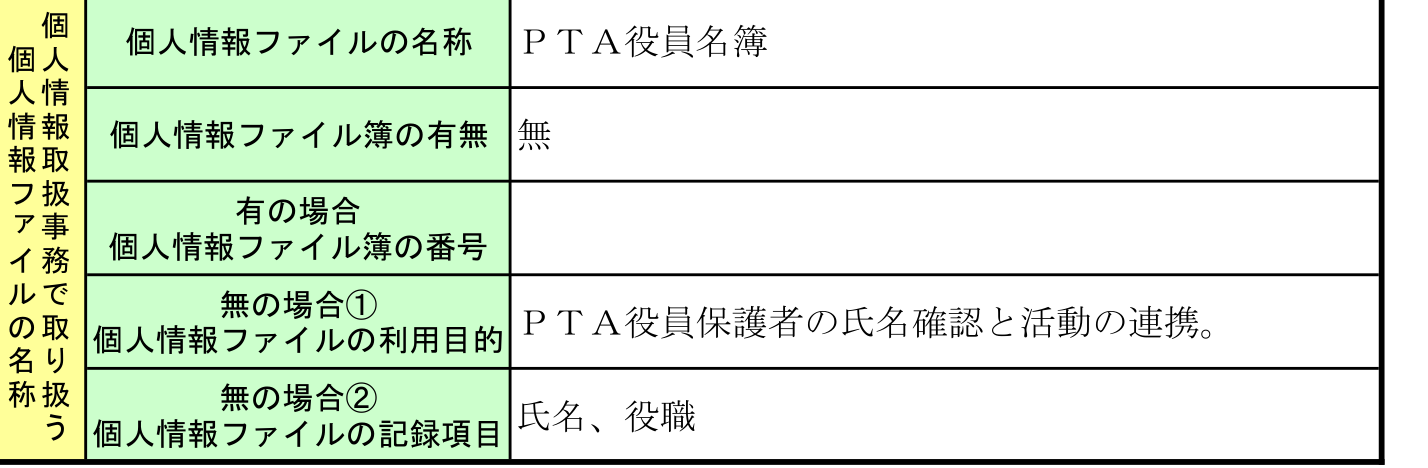 個人情報取扱事務で取り扱う
個人情報ファイルの名称
個人情報ファイルの名称
ＰＴＡ役員名簿
個人情報ファイル簿の有無
無
有の場合
個人情報ファイル簿の番号
無の場合①
個人情報ファイルの利用目的
ＰＴＡ役員保護者の氏名確認と活動の連携。
無の場合②
個人情報ファイルの記録項目
氏名、役職